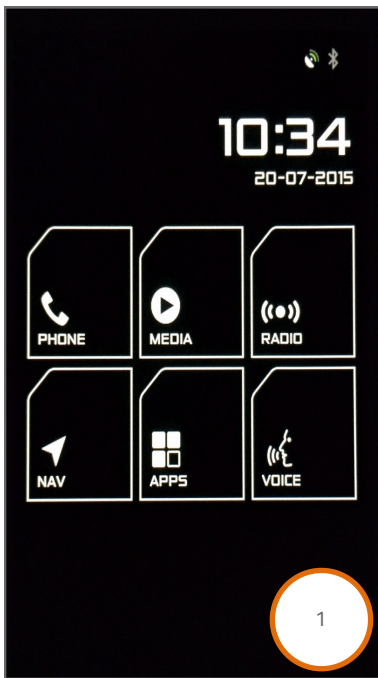 10:34
20-07-2015
PHONE
MEDIA
RADIO
NAV
APPS
VOICE
1